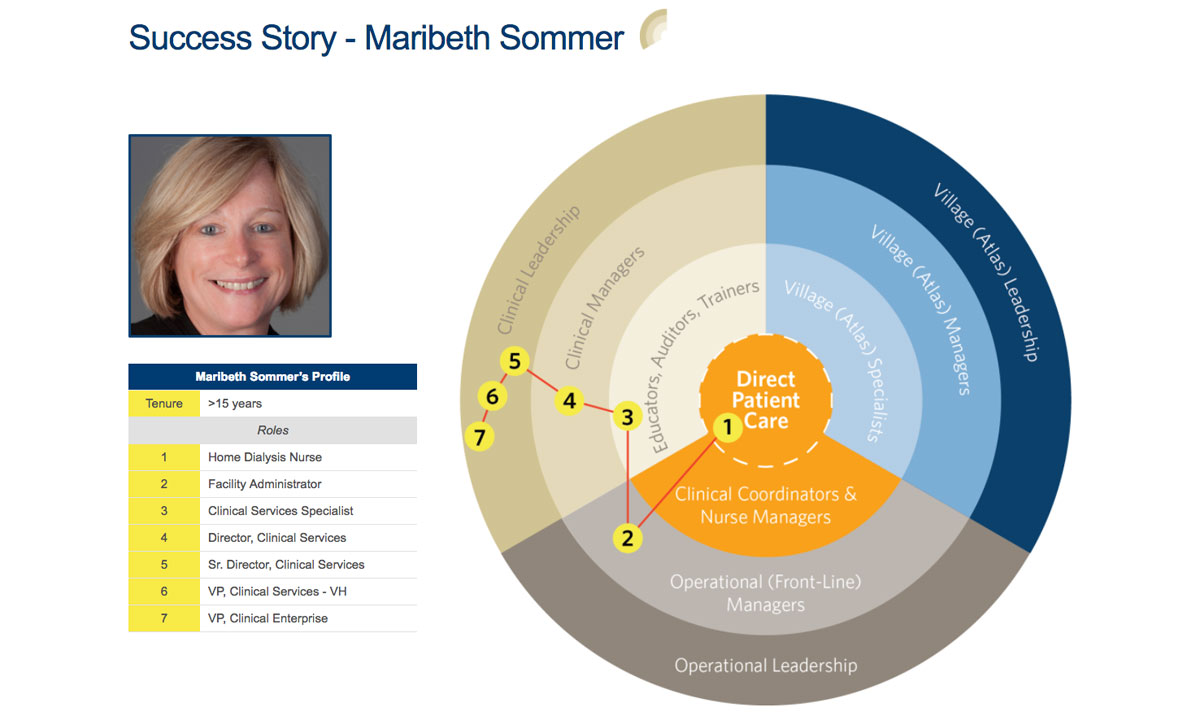 Success Story - Maribeth Sommer
Maribeth Sommer's Profile
Tenure >15 years
Roles
1 Home Dialysis Nurse
2 Facility Administrator
3 Clinical Services Specialist
4 Director, Clinical Services
5 Sr. Director, Clinical Services
6 VP, Clinical Services - VH
7 VP, Clinical Enterprise
Clinical Leadership
Clinical Managers
Educators, Auditors, Trainers
Village (Atlas) Specialists
Village (Atlas) Managers
Village (Atlas) Leadership
Direct
Patient
Care
1
2
3
4
5
6
7
Clinical Coordinators &
Nurse Managers
Operational (Front-Line)
Managers
Operational Leadership